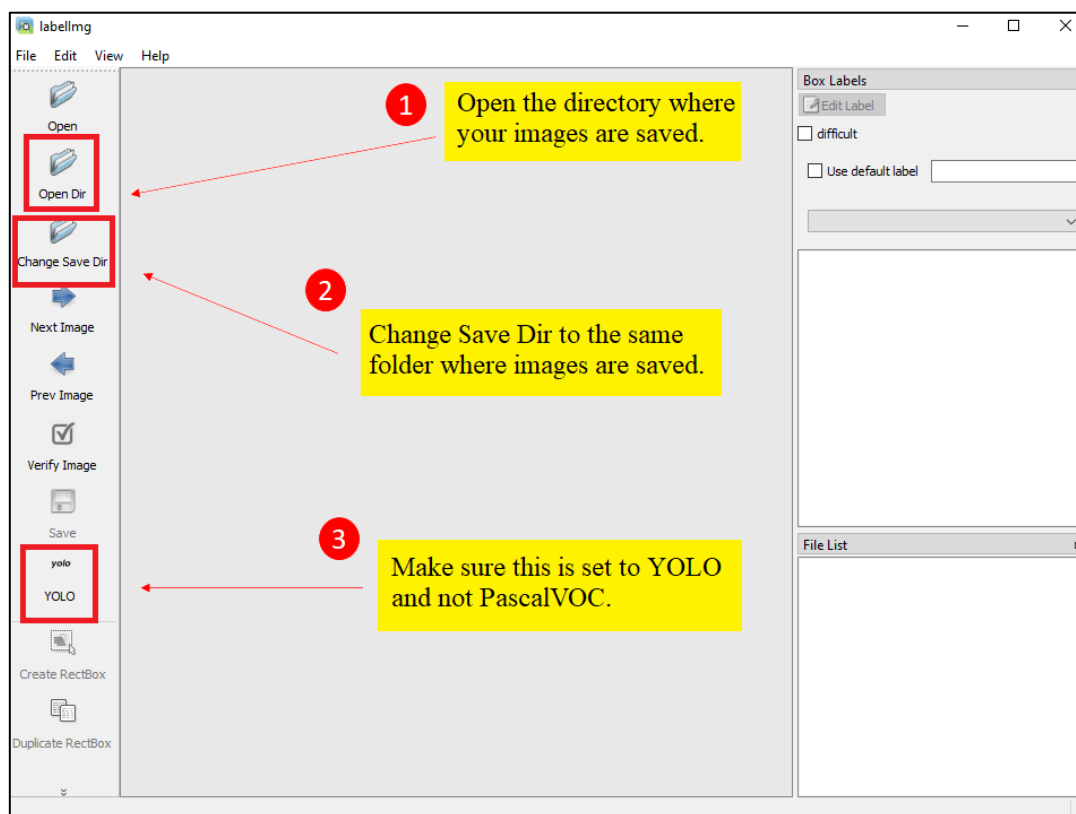 labelImg
File Edit View Help
Open
Open Dir
Change Save Dir
Next Image
Prev Image
Verify Image
Save
yolo
YOLO
Create RectBox
Duplicate RectBox
1
Open the directory where
your images are saved.
2
Change Save Dir to the same
folder where images are saved.
3
Make sure this is set to YOLO
and not PascalVOC.
Box Labels
Edit Label
difficult
Use default label
File List